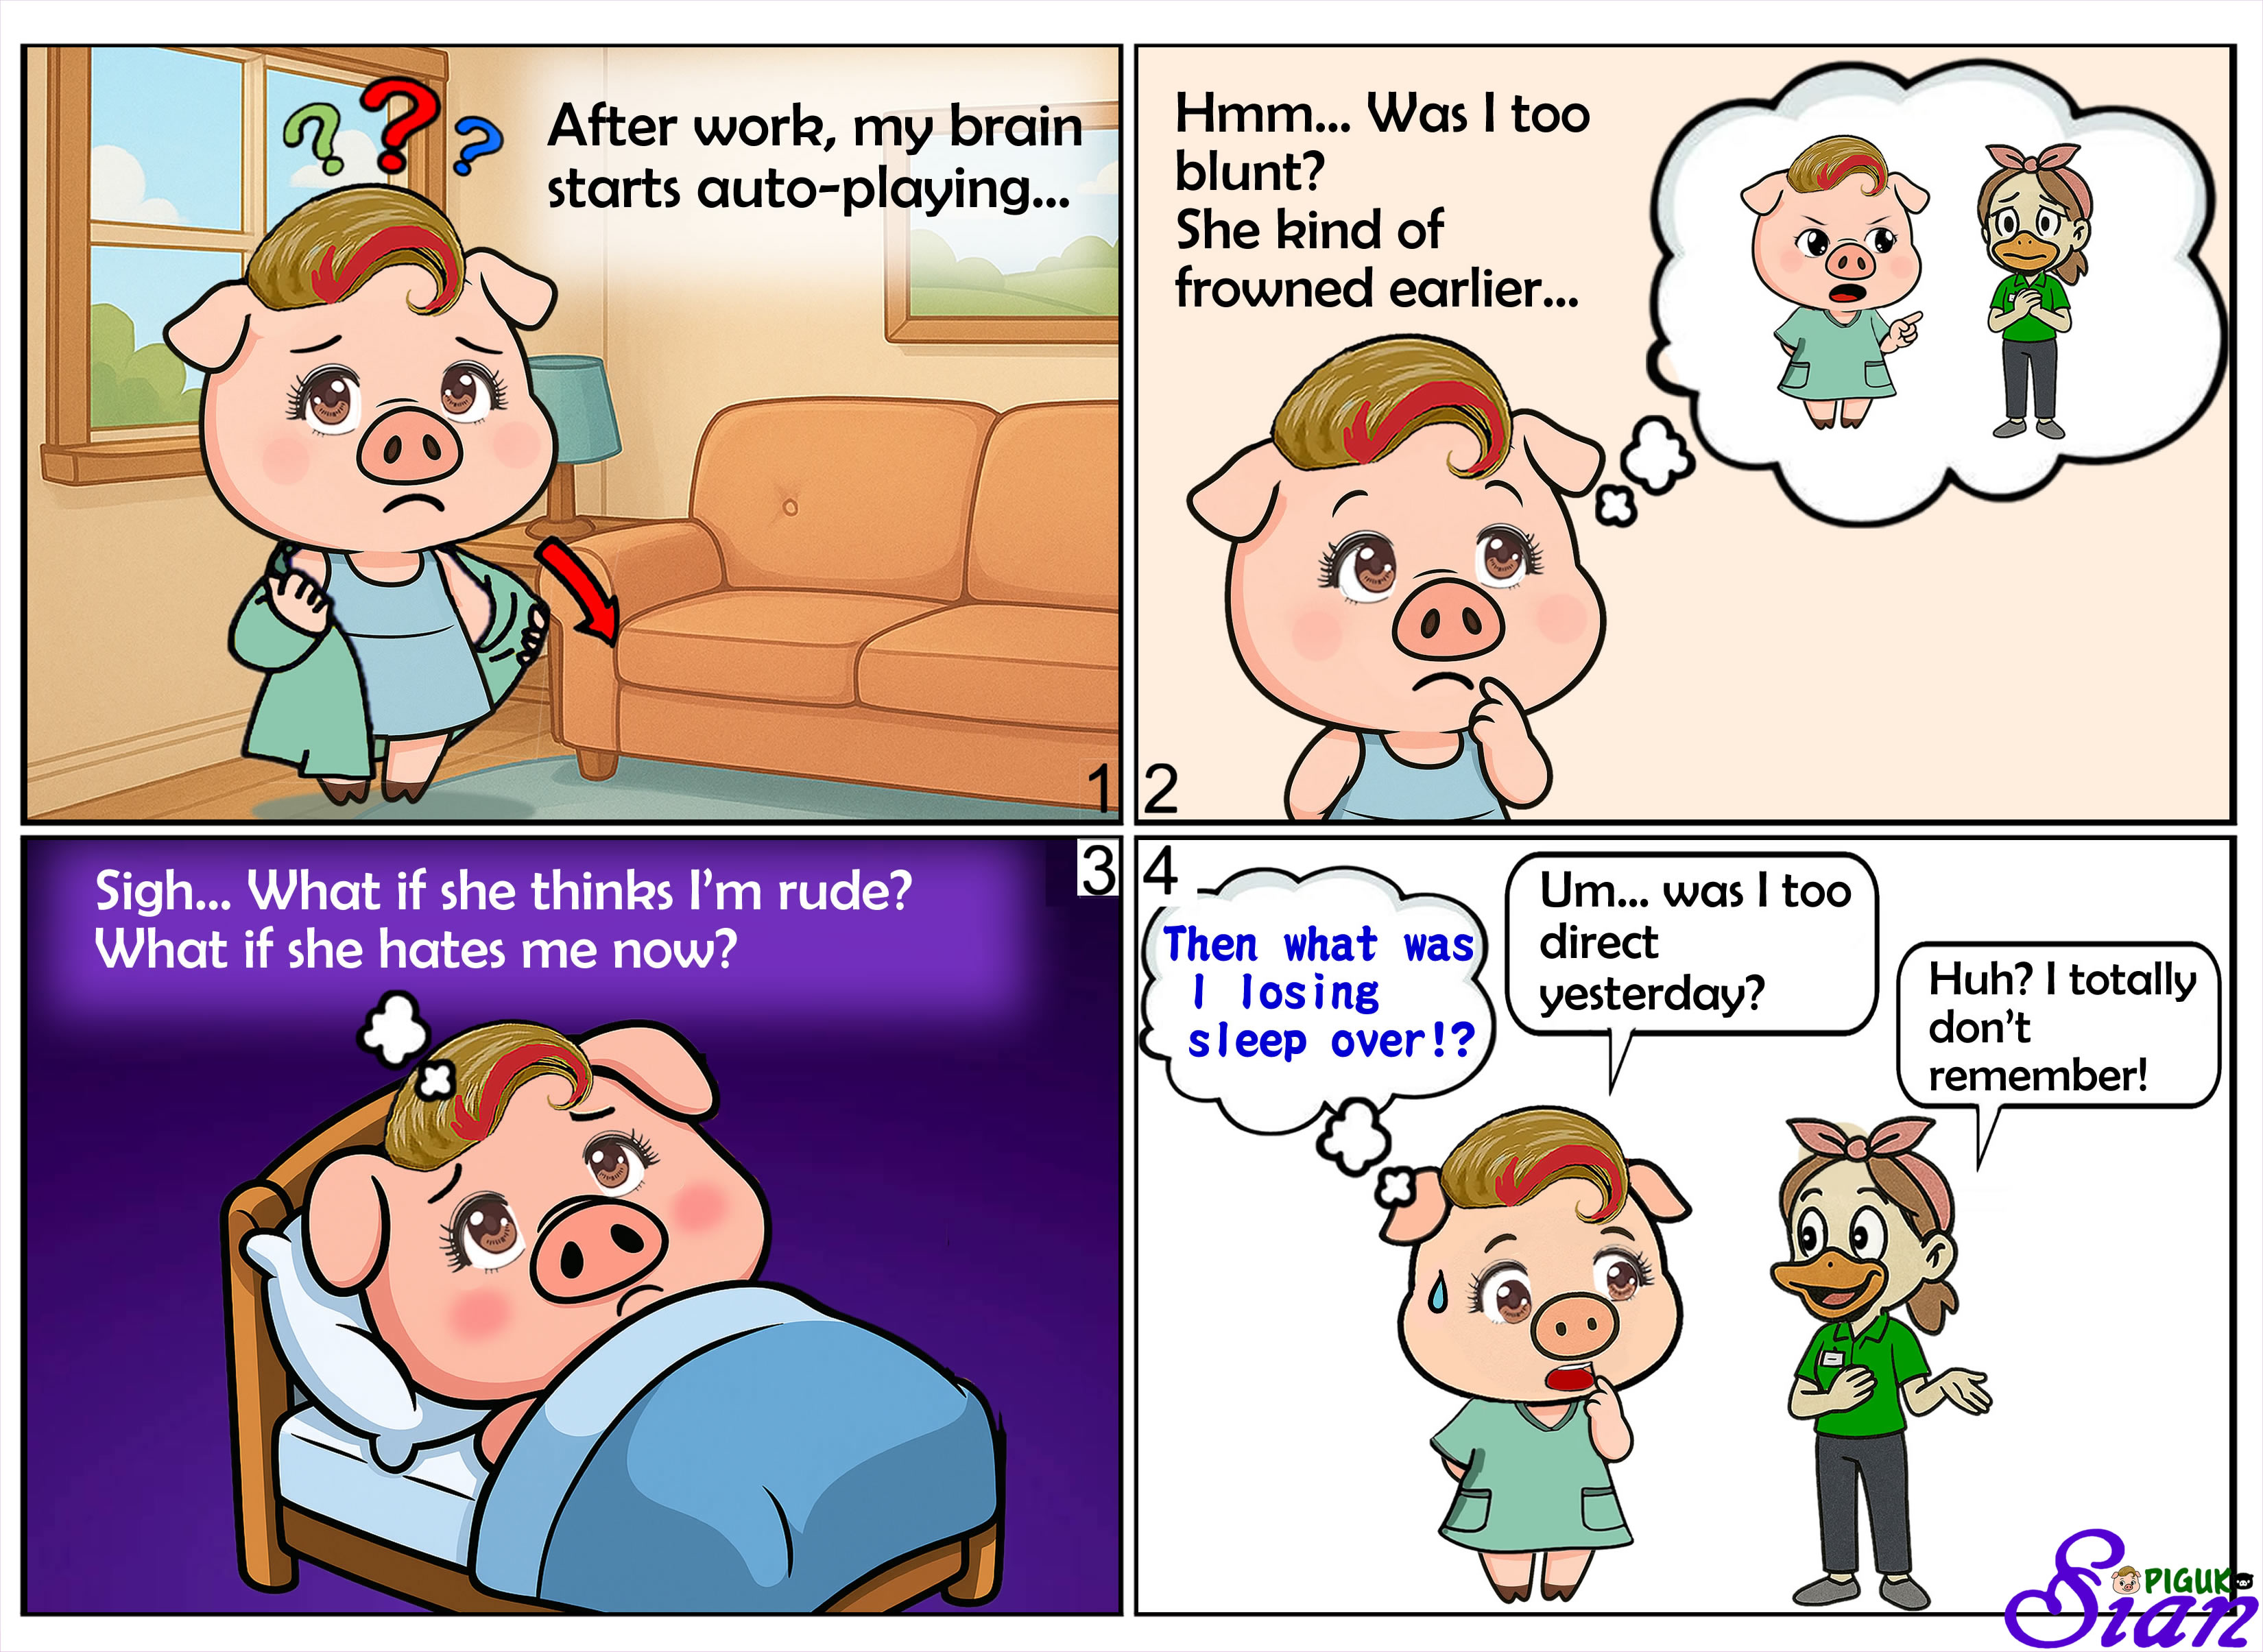 After work, my brain
starts auto-playing...
1
Hmm... Was I too
blunt?
She kind of
frowned earlier...
2
Sigh... What if she thinks I'm rude?
What if she hates me now?
3
4
Then what was
I losing
sleep over!?
Um... was I too
direct
yesterday?
Huh? I totally
don't
remember!
PIGUK
Sian